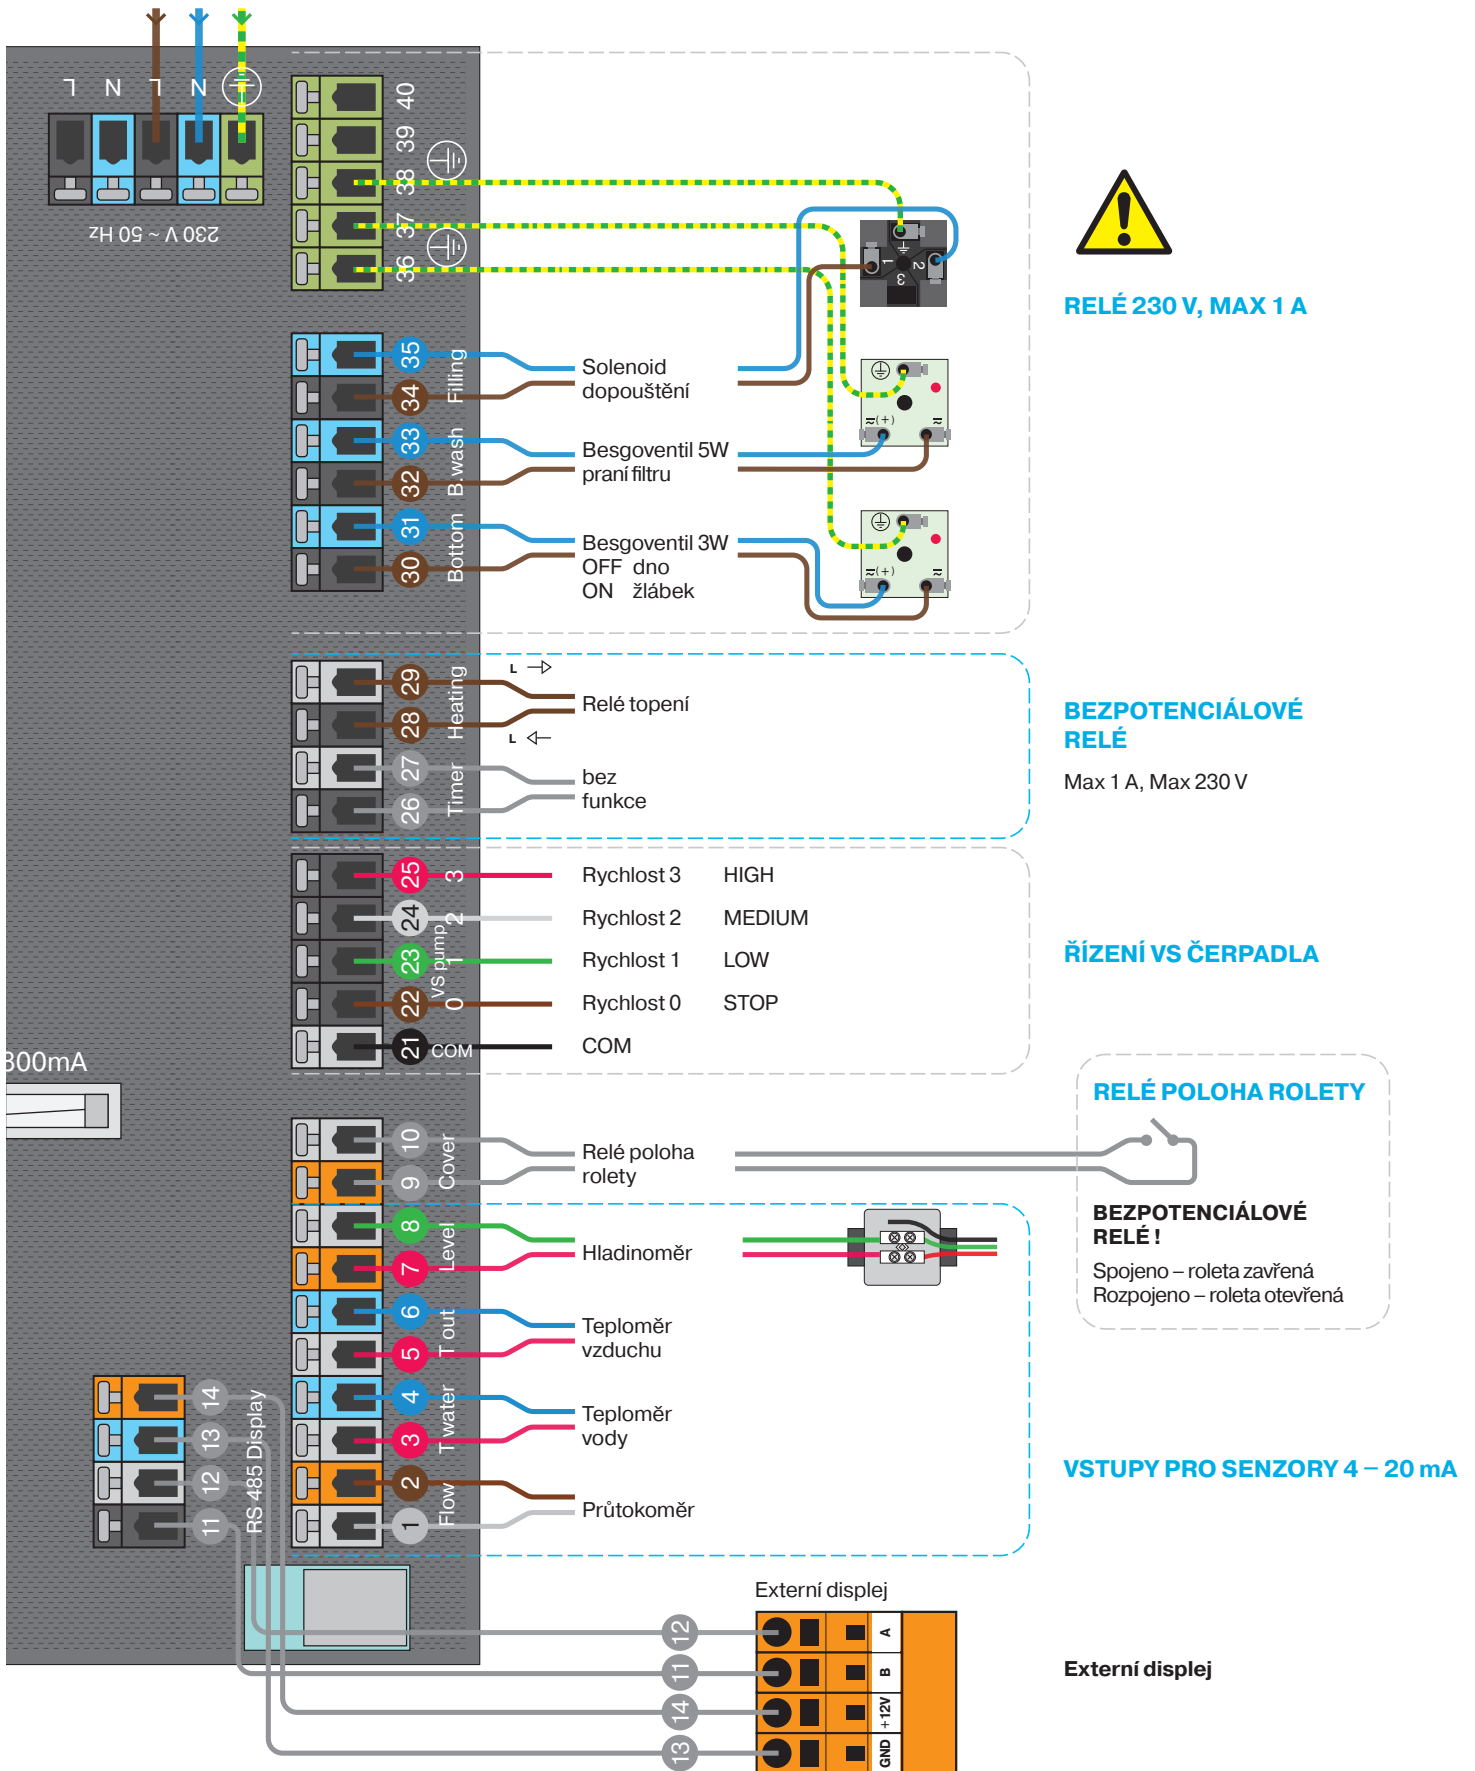 L N L N
230 V ~ 50 Hz
40
39
38
37
36
35
34
Filling
33
32
B.wash
31
30
Bottom
Solenoid
dopouštění
Besgoventil 5W
praní filtru
Besgoventil 3W
OFF dno
ON žlábek
1
2
3
≂(+)
≂
≂(+)
≂
RELÉ 230 V, MAX 1 A
29
28
Heating
27
26
Timer
L
L
Relé topení
bez
funkce
BEZPOTENCIÁLOVÉ
RELÉ
Max 1 A, Max 230 V
25
3
24
2
23
1
22
0
VS pump
21
COM
Rychlost 3 HIGH
Rychlost 2 MEDIUM
Rychlost 1 LOW
Rychlost 0 STOP
COM
ŘÍZENÍ VS ČERPADLA
300mA
10
9
Cover
Relé poloha
rolety
RELÉ POLOHA ROLETY
BEZPOTENCIÁLOVÉ
RELÉ !
Spojeno – roleta zavřená
Rozpojeno – roleta otevřená
8
7
Level
Hladinoměr
6
5
T out
Teploměr
vzduchu
4
3
T water
Teploměr
vody
2
1
Flow
Průtokoměr
VSTUPY PRO SENZORY 4 – 20 mA
14
13
12
11
RS 485 Display
Externí displej
12
A
11
B
14
+12V
13
GND
Externí displej